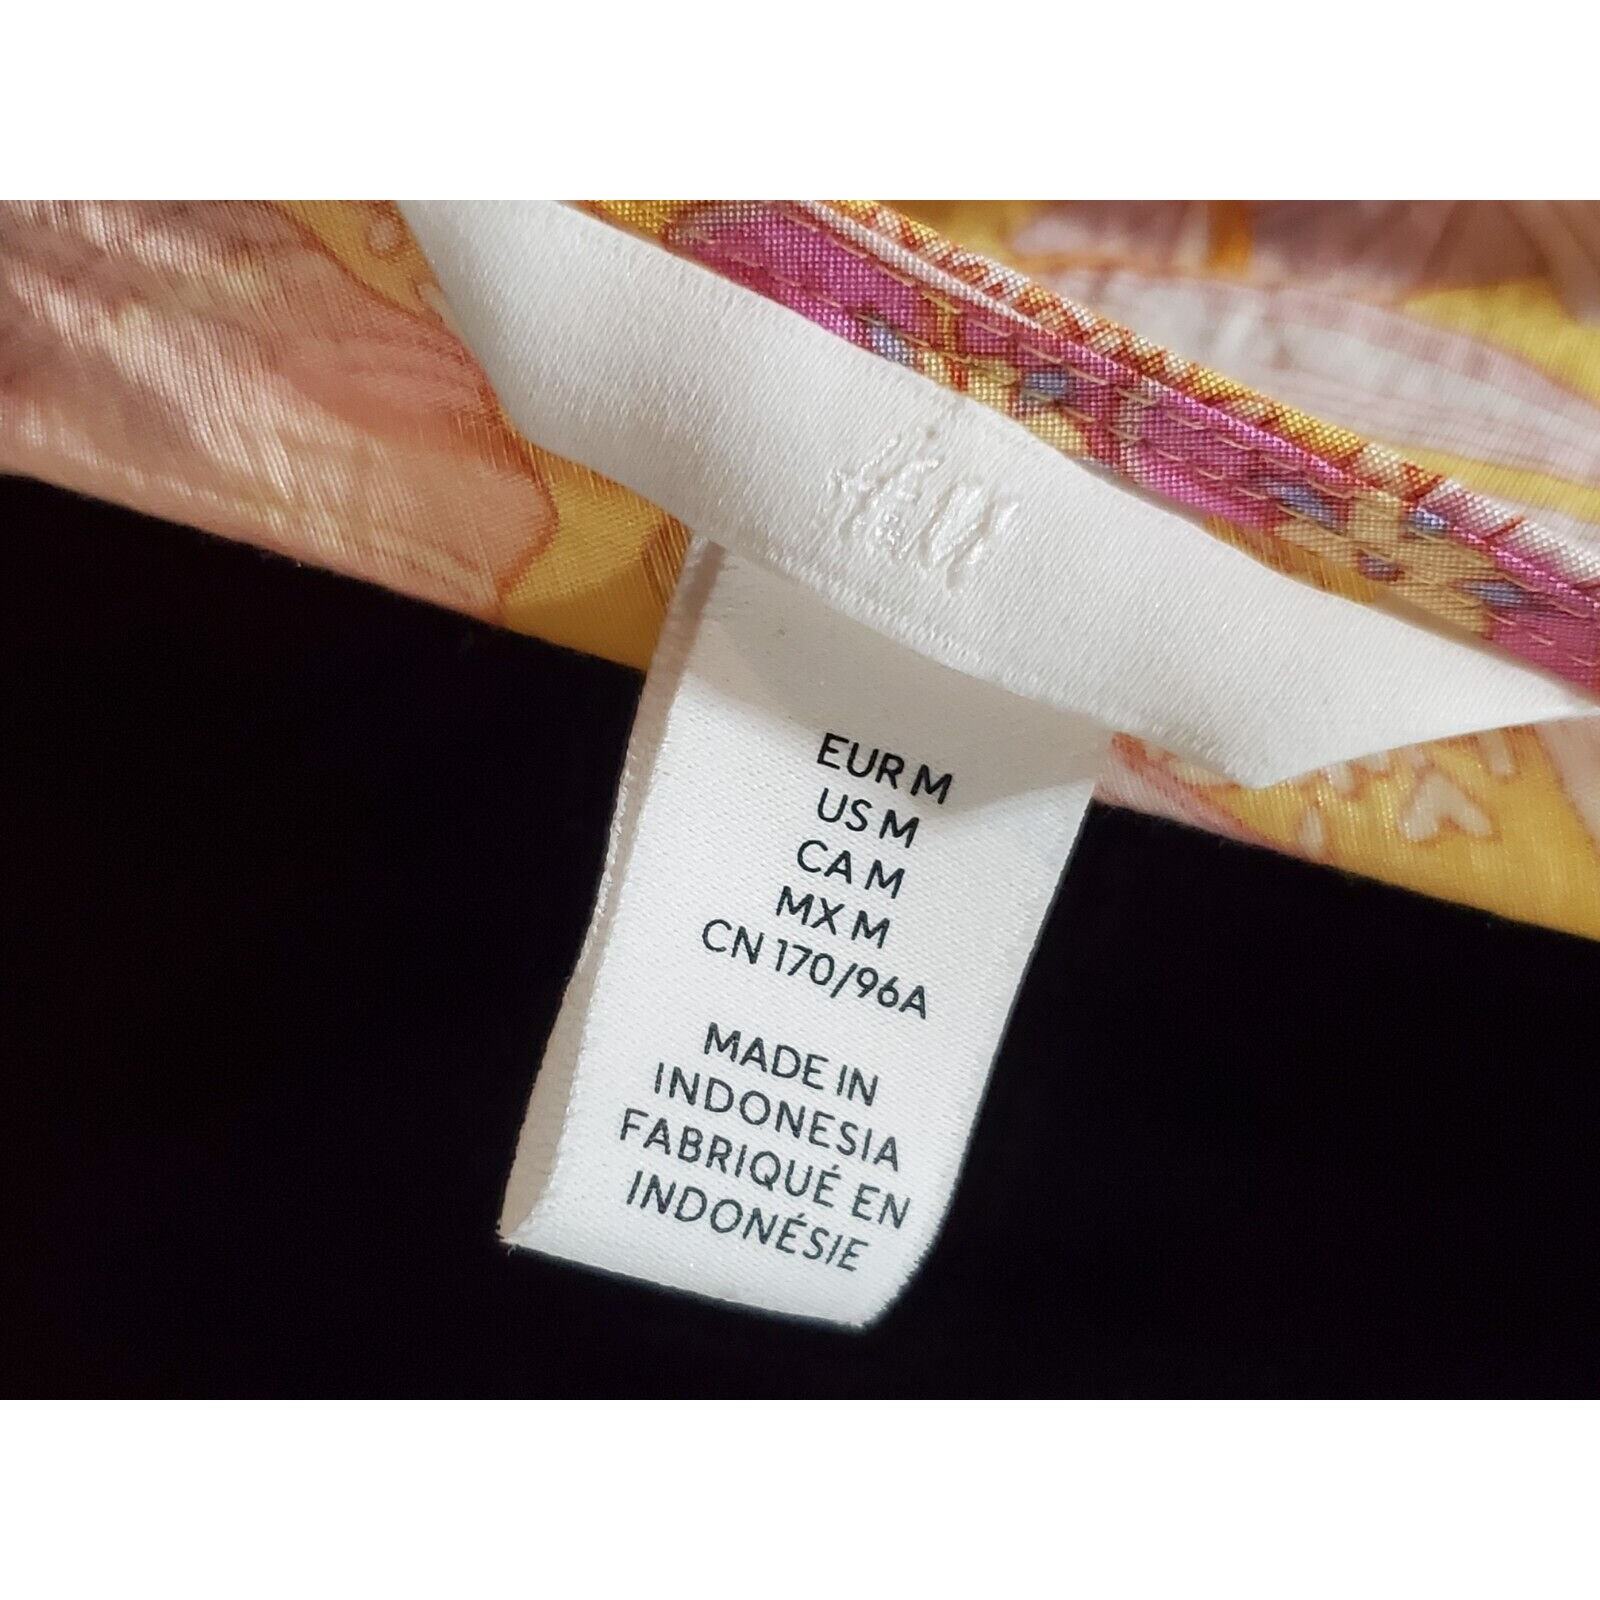 H&M
EUR M
US M
CA M
MX M
CN 170/96A
MADE IN
INDONESIA
FABRIQUÉ EN
INDONÉSIE